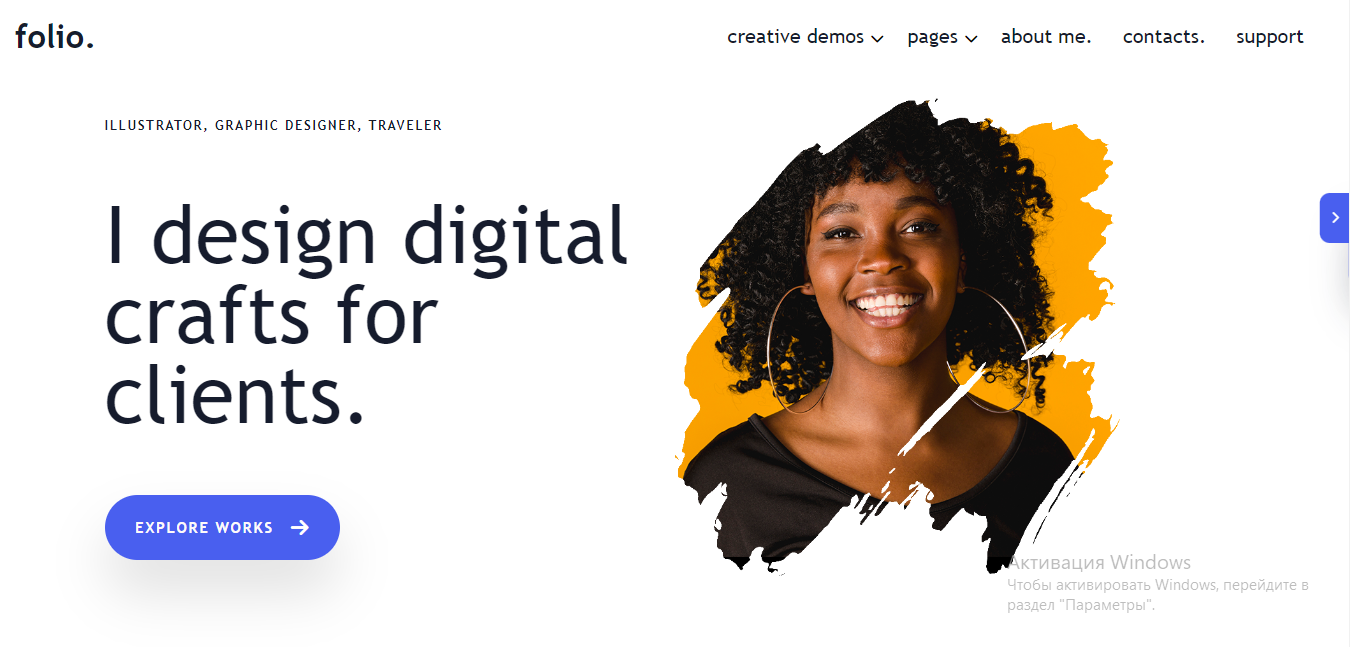 folio.
creative demos
pages
about me.
contacts.
support
ILLUSTRATOR, GRAPHIC DESIGNER, TRAVELER
I design digital
crafts for
clients.
EXPLORE WORKS
Активация Windows
Чтобы активировать Windows, перейдите в
раздел "Параметры".